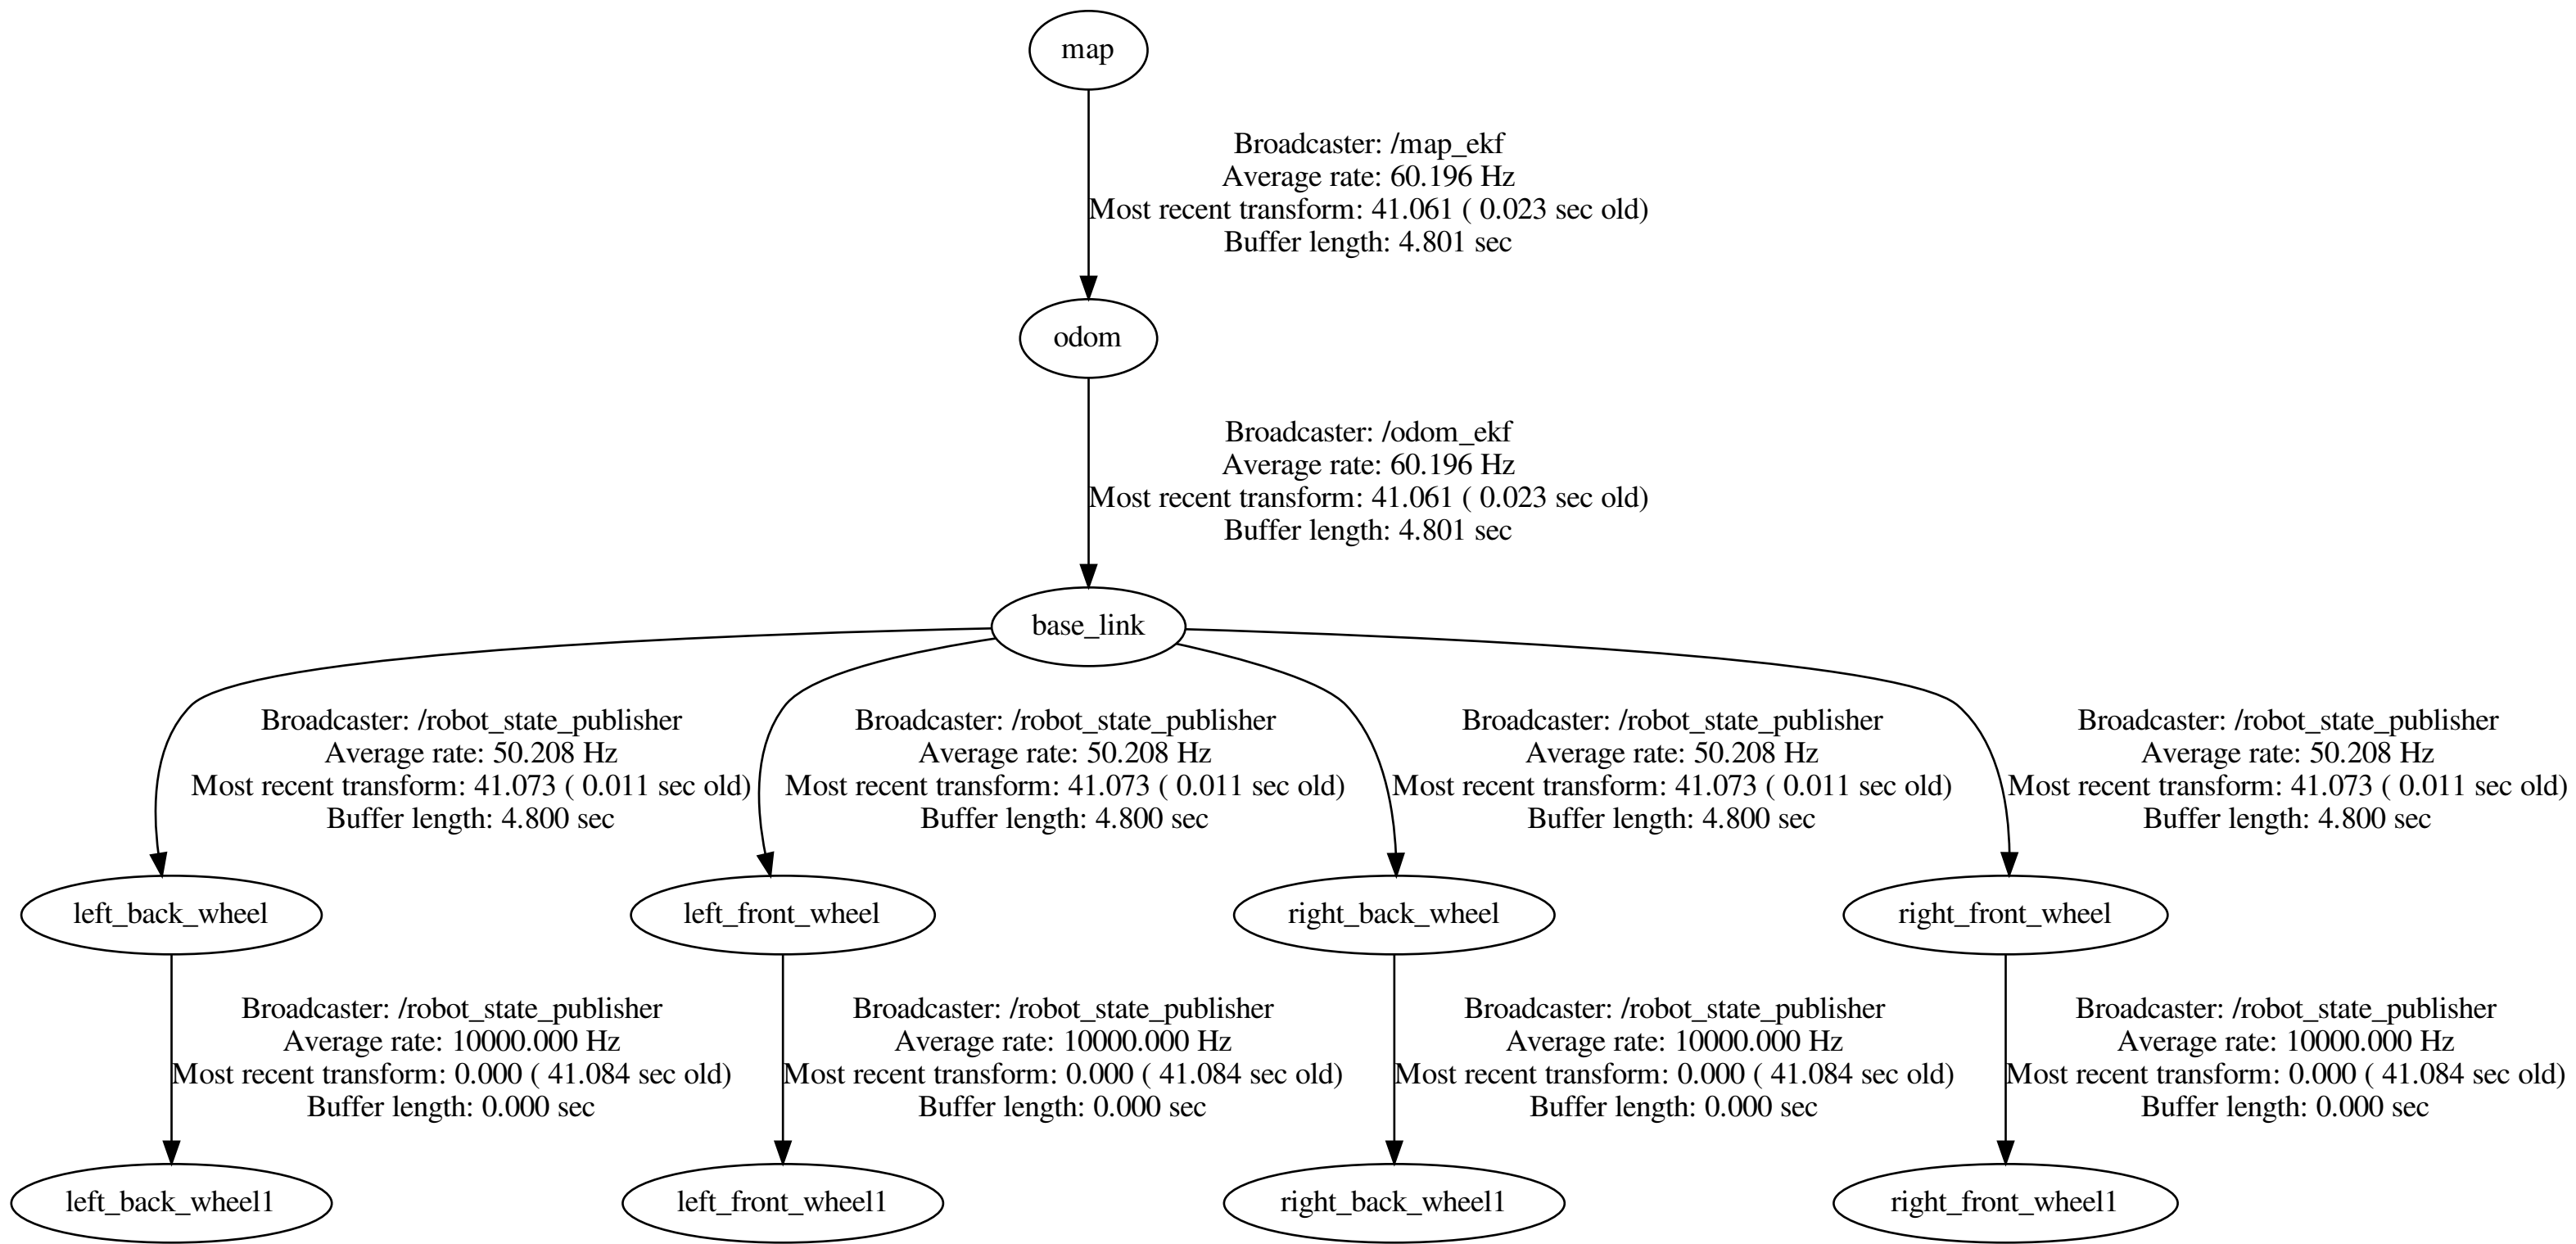 map
Broadcaster: /map_ekf
Average rate: 60.196 Hz
Most recent transform: 41.061 ( 0.023 sec old)
Buffer length: 4.801 sec
odom
Broadcaster: /odom_ekf
Average rate: 60.196 Hz
Most recent transform: 41.061 ( 0.023 sec old)
Buffer length: 4.801 sec
base_link
Broadcaster: /robot_state_publisher
Average rate: 50.208 Hz
Most recent transform: 41.073 ( 0.011 sec old)
Buffer length: 4.800 sec
Broadcaster: /robot_state_publisher
Average rate: 50.208 Hz
Most recent transform: 41.073 ( 0.011 sec old)
Buffer length: 4.800 sec
Broadcaster: /robot_state_publisher
Average rate: 50.208 Hz
Most recent transform: 41.073 ( 0.011 sec old)
Buffer length: 4.800 sec
Broadcaster: /robot_state_publisher
Average rate: 50.208 Hz
Most recent transform: 41.073 ( 0.011 sec old)
Buffer length: 4.800 sec
left_back_wheel
left_front_wheel
right_back_wheel
right_front_wheel
Broadcaster: /robot_state_publisher
Average rate: 10000.000 Hz
Most recent transform: 0.000 ( 41.084 sec old)
Buffer length: 0.000 sec
Broadcaster: /robot_state_publisher
Average rate: 10000.000 Hz
Most recent transform: 0.000 ( 41.084 sec old)
Buffer length: 0.000 sec
Broadcaster: /robot_state_publisher
Average rate: 10000.000 Hz
Most recent transform: 0.000 ( 41.084 sec old)
Buffer length: 0.000 sec
Broadcaster: /robot_state_publisher
Average rate: 10000.000 Hz
Most recent transform: 0.000 ( 41.084 sec old)
Buffer length: 0.000 sec
left_back_wheel1
left_front_wheel1
right_back_wheel1
right_front_wheel1